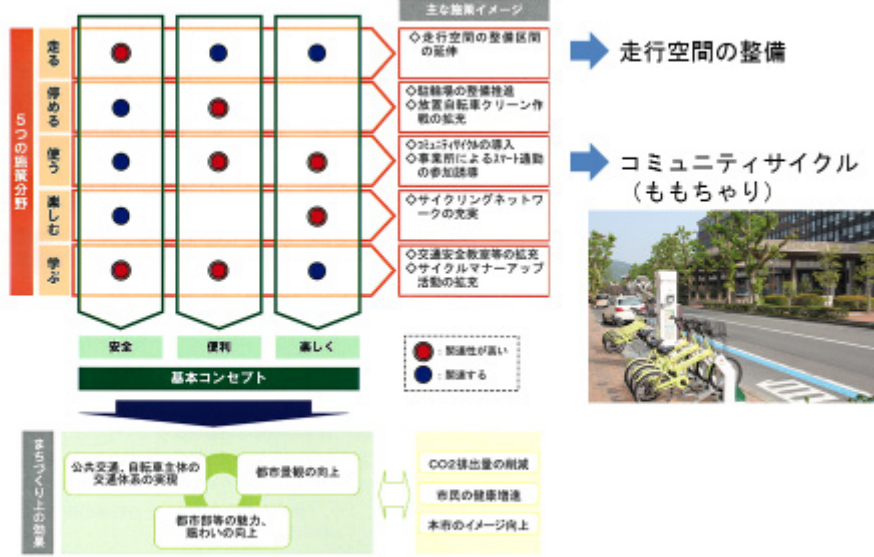 主な施策イメージ
5つの施策分野
走る
◇走行空間の整備区間
の延伸
走行空間の整備
停める
◇駐輪場の整備推進
◇放置自転車クリーン作
戦の拡充
使う
◇コミュニティサイクルの導入
◇事業所によるスマート通勤
の参加誘導
コミュニティサイクル
（ももちゃり）
楽しむ
◇サイクリングネットワ
ークの充実
学ぶ
◇交通安全教室等の拡充
◇サイクルマナーアップ
活動の拡充
安全
便利
楽しく
基本コンセプト
：関連性が高い
：関連する
まちづくり上の効果
公共交通、自転車主体の
交通体系の実現
都市景観の向上
都市部等の魅力、
賑わいの向上
CO2排出量の削減
市民の健康増進
本市のイメージ向上